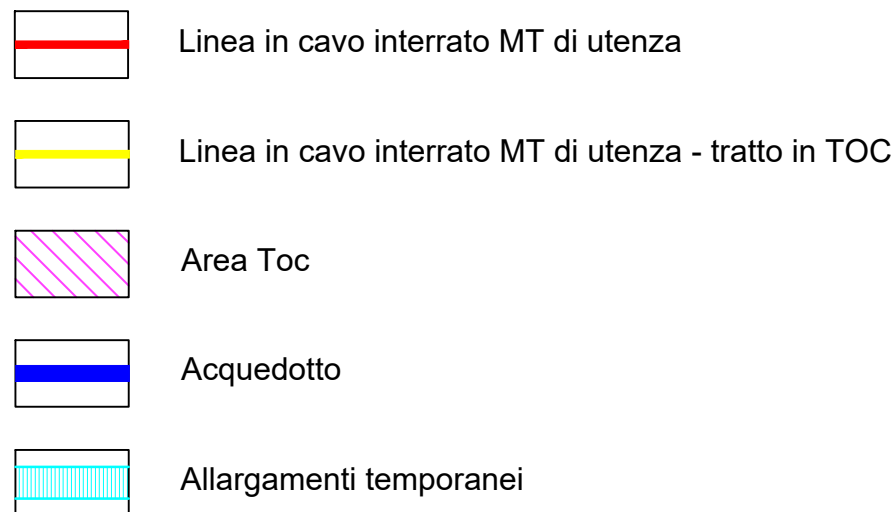 Linea in cavo interrato MT di utenza
Linea in cavo interrato MT di utenza - tratto in TOC
Area Toc
Acquedotto
Allargamenti temporanei